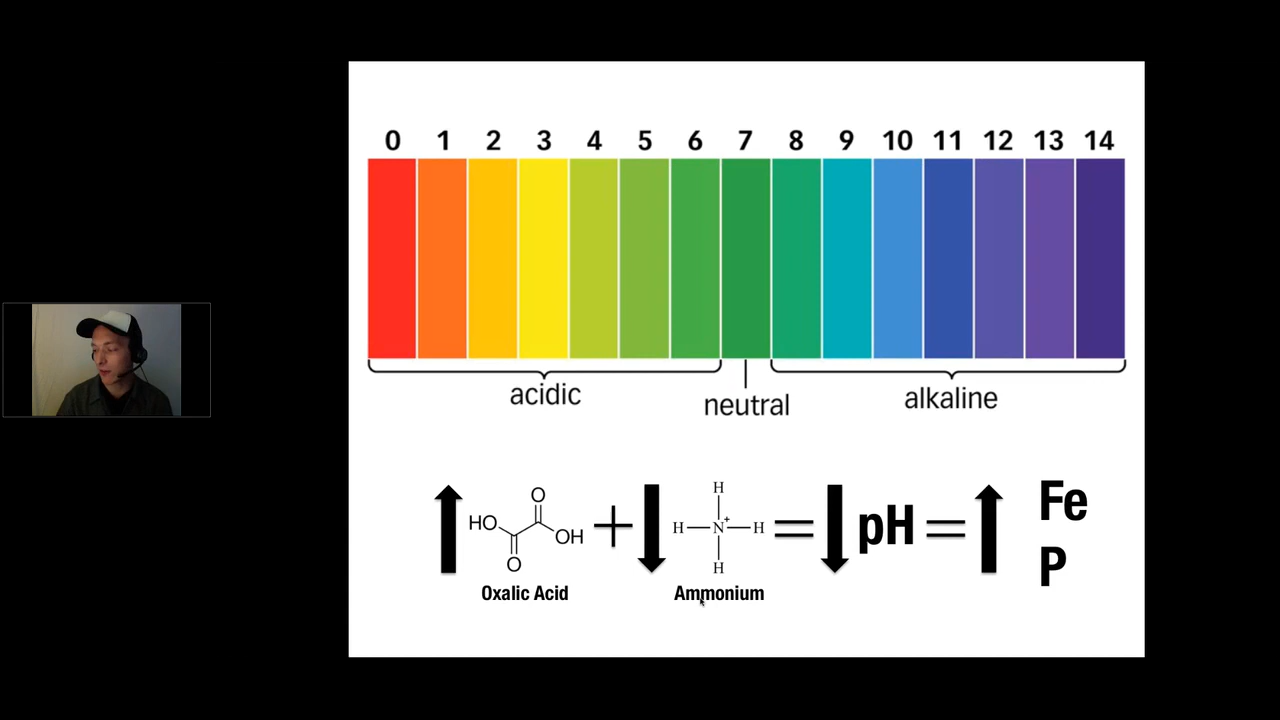 0 1 2 3 4 5 6 7 8 9 10 11 12 13 14
acidic
neutral
alkaline
O
HO
OH
O
+
H
H N + H
H
=
pH
=
Fe
P
Oxalic Acid
Ammonium